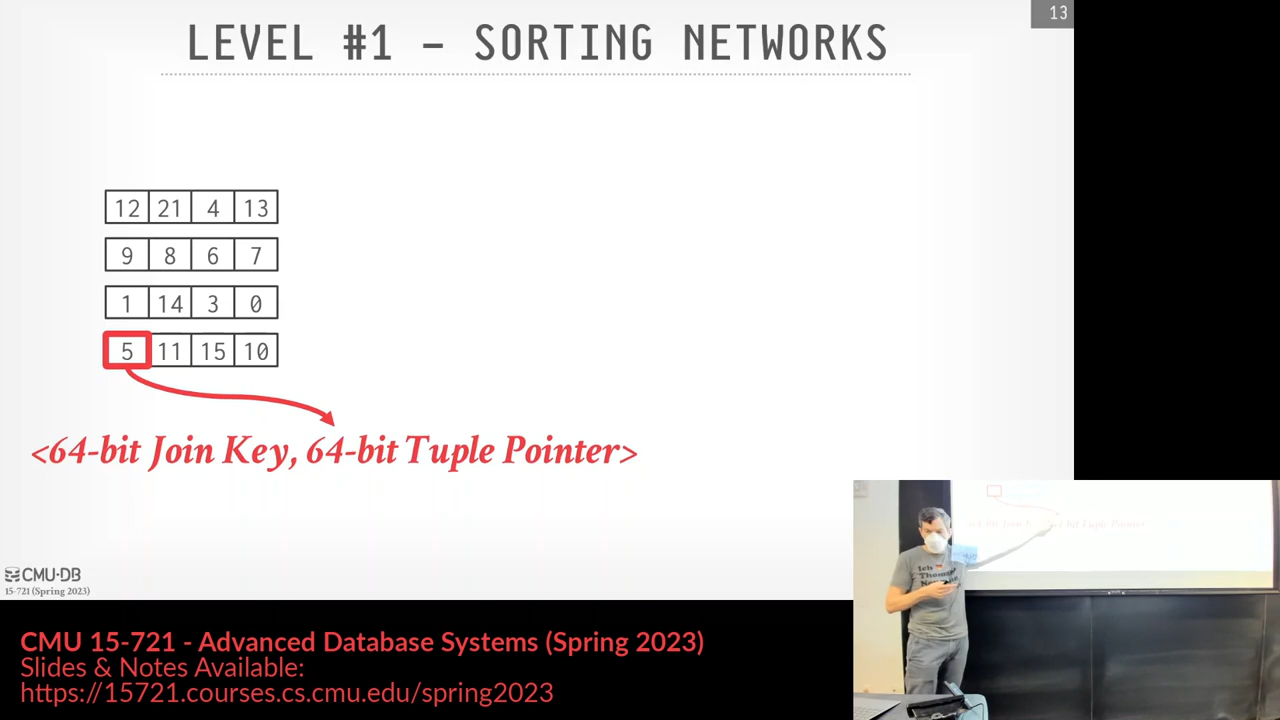 13
LEVEL #1 – SORTING NETWORKS
12 21 4 13
9 8 6 7
1 14 3 0
5 11 15 10
<64-bit Join Key, 64-bit Tuple Pointer>
CMU·DB
15-721 (Spring 2023)
Ich
CMU 15-721 - Advanced Database Systems (Spring 2023)
Slides & Notes Available:
https://15721.courses.cs.cmu.edu/spring2023